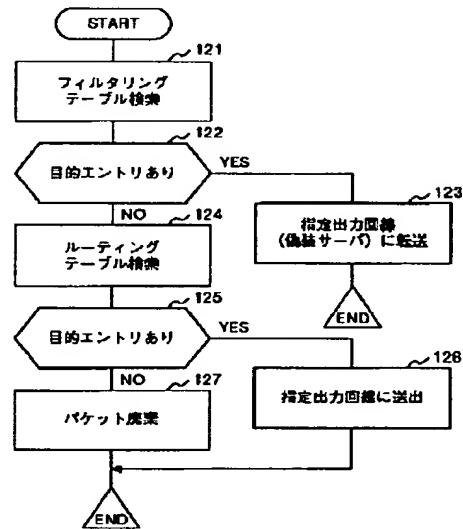 START
121
フィルタリング
テーブル検索
122
目的エントリあり
YES
NO
123
指定出力回線
(偽装サーバ)に転送
END
124
ルーティング
テーブル検索
125
目的エントリあり
YES
NO
126
指定出力回線に送出
127
パケット廃棄
END